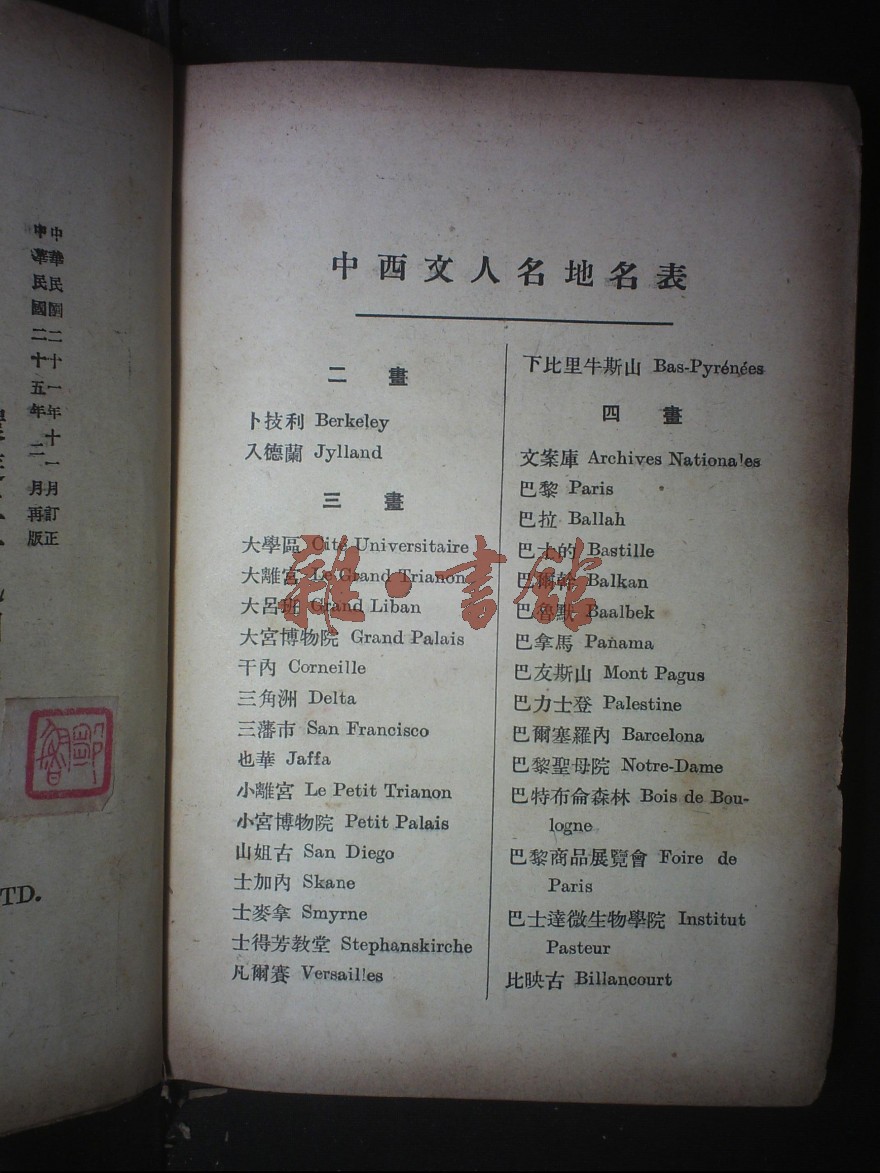 中西文人名地名表
二畫
卜技利 Berkeley
入德蘭 Jylland
三畫
大學區 Cité Universitaire
大離宮 Le Grand Trianon
大呂班 Grand Liban
大宮博物院 Grand Palais
干內 Corneille
三角洲 Delta
三藩市 San Francisco
也華 Jaffa
小離宮 Le Petit Trianon
小宮博物院 Petit Palais
山姐古 San Diego
士加內 Skane
士麥拿 Smyrne
士得芳教堂 Stephanskirche
凡爾賽 Versailles
下比里牛斯山 Bas-Pyrénées
四畫
文案庫 Archives Nationales
巴黎 Paris
巴拉 Ballah
巴士的 Bastille
巴爾幹 Balkan
巴魯默 Baalbek
巴拿馬 Panama
巴友斯山 Mont Pagus
巴力士登 Palestine
巴爾塞羅內 Barcelona
巴黎聖母院 Notre-Dame
巴特布侖森林 Bois de Bou-
logne
巴黎商品展覽會 Foire de
Paris
巴士達微生物學院 Institut
Pasteur
比映古 Billancourt
中華民國二十一年十一月訂正
中華民國二十五年二月再版
TD.
雜·書館